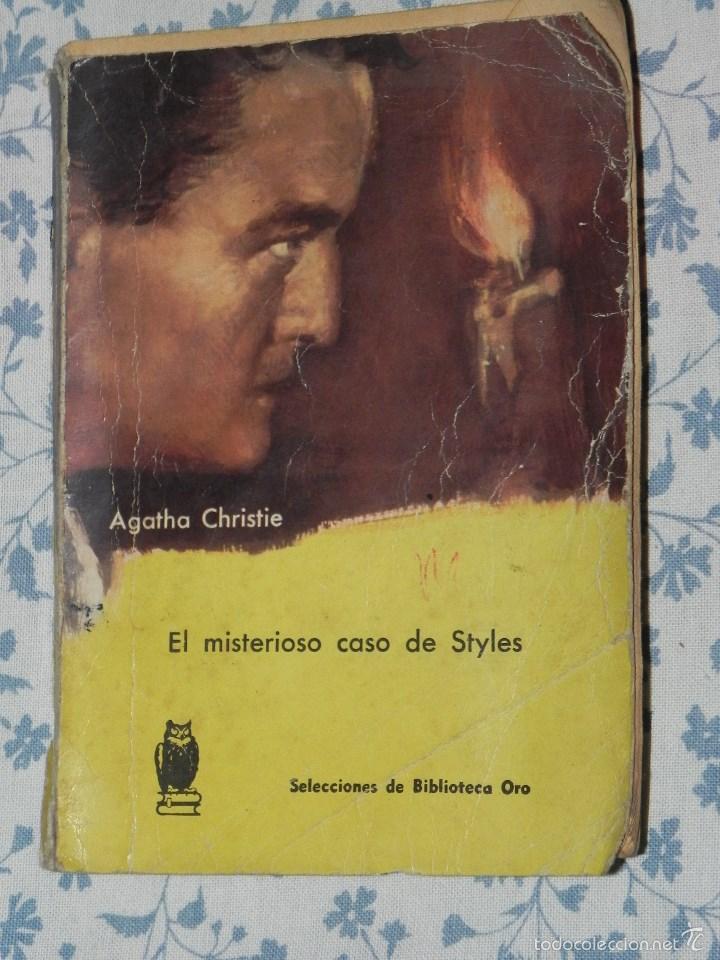 Agatha Christie
El misterioso caso de Styles
Selecciones de Biblioteca Oro
todocoleccion.net